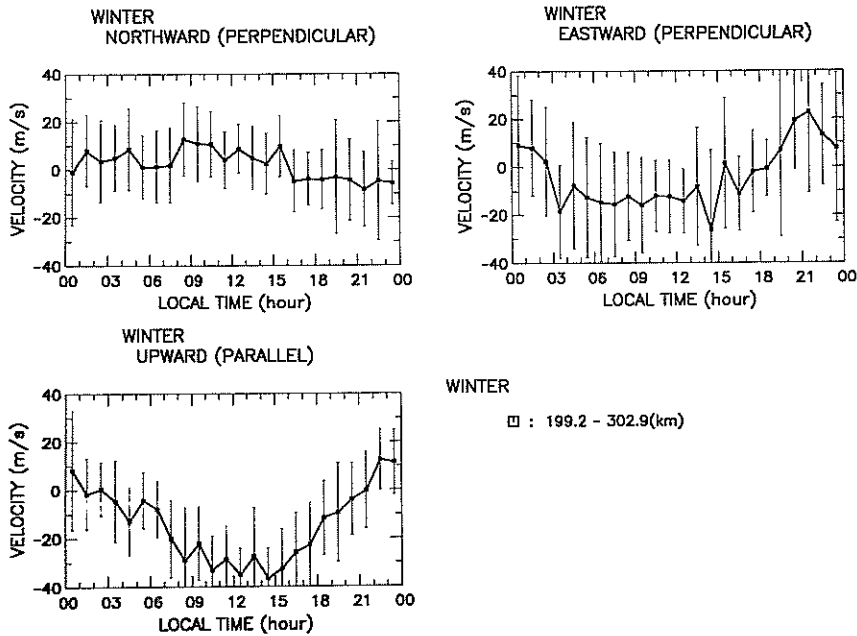 WINTER
NORTHWARD (PERPENDICULAR)
40
20
0
-20
-40
VELOCITY (m/s)
00 03 06 09 12 15 18 21 00
LOCAL TIME (hour)
WINTER
EASTWARD (PERPENDICULAR)
40
20
0
-20
-40
VELOCITY (m/s)
00 03 06 09 12 15 18 21 00
LOCAL TIME (hour)
WINTER
UPWARD (PARALLEL)
40
20
0
-20
-40
VELOCITY (m/s)
00 03 06 09 12 15 18 21 00
LOCAL TIME (hour)
WINTER
: 199.2 - 302.9(km)